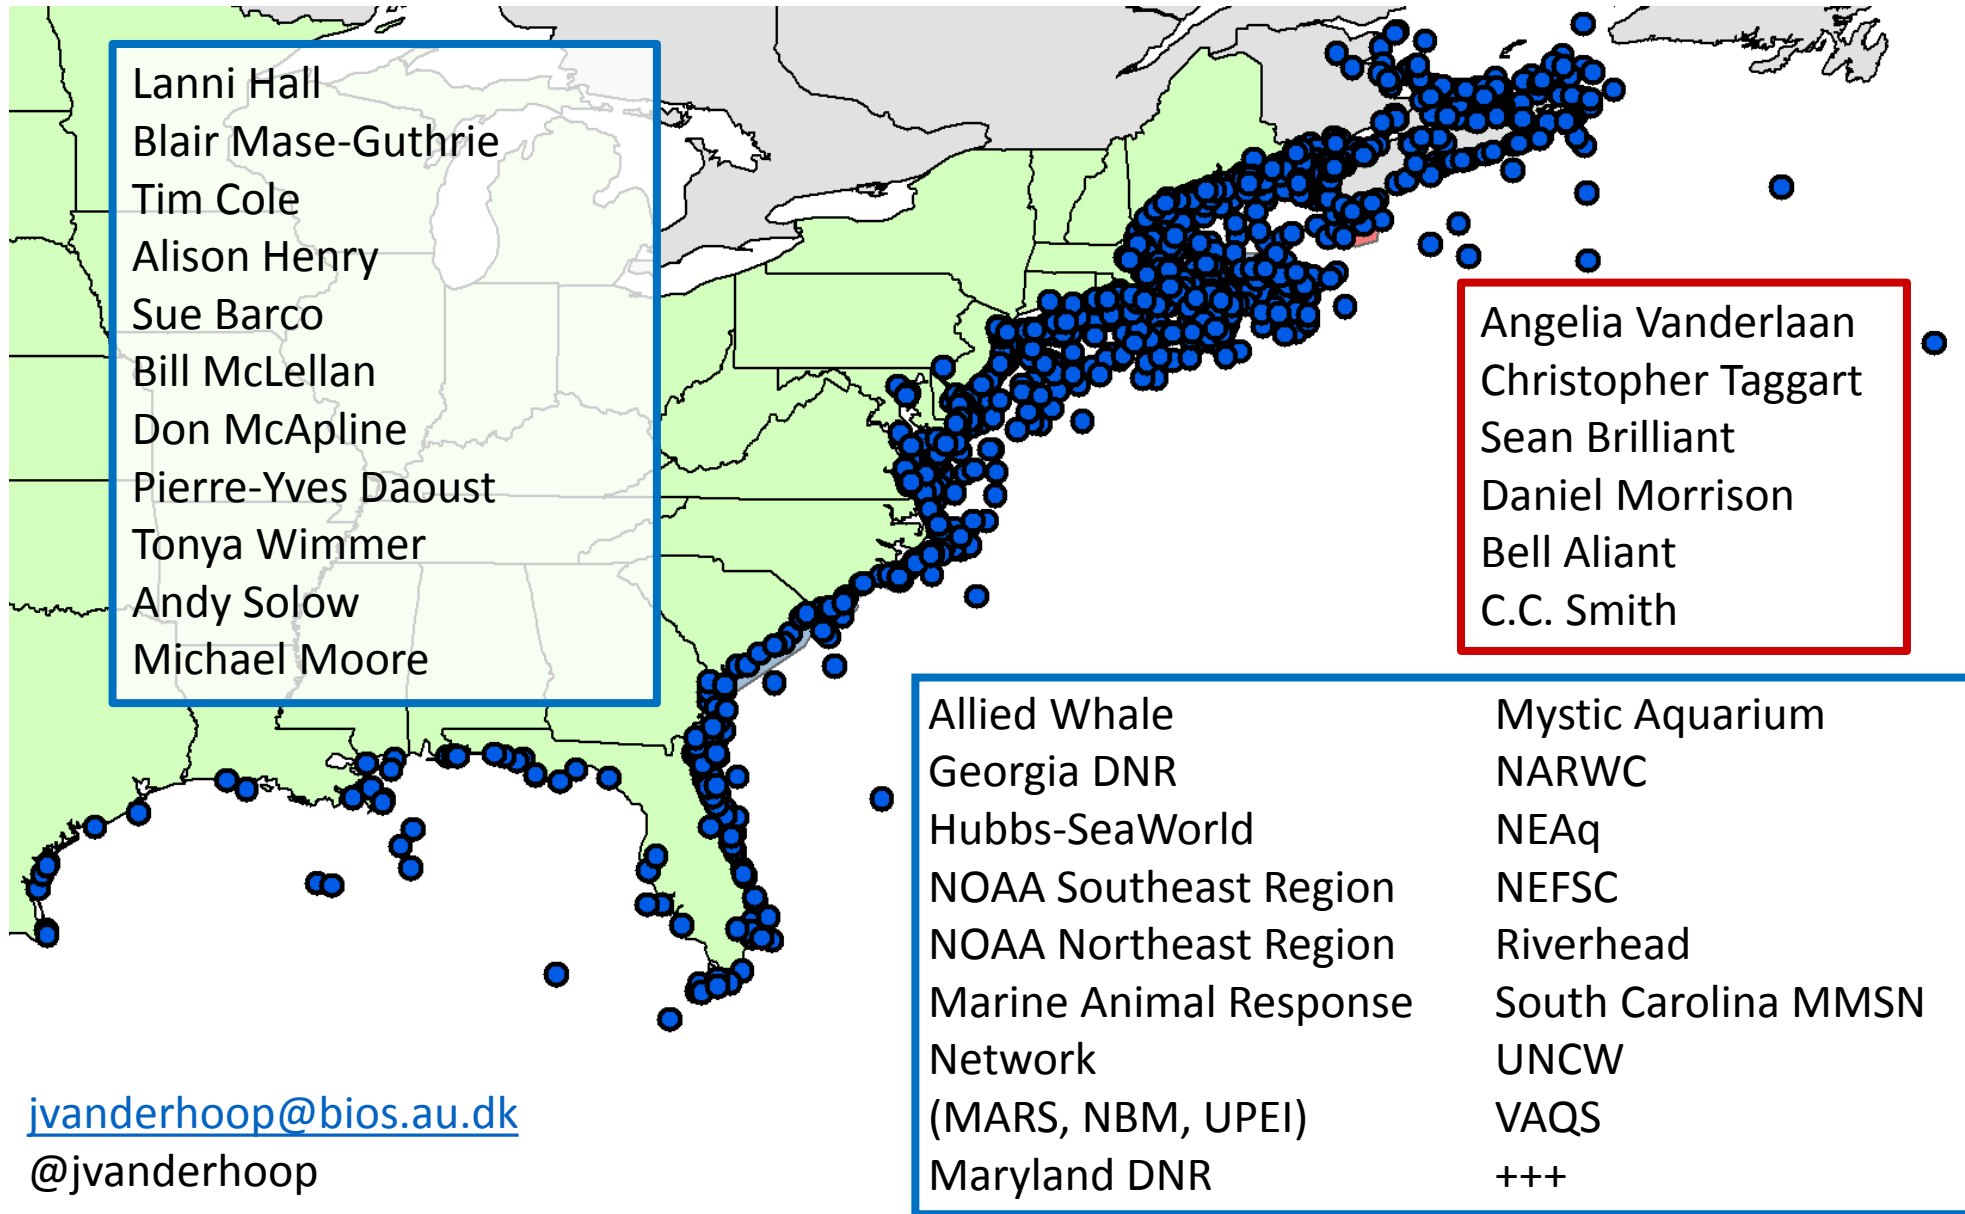 Lanni Hall
Blair Mase-Guthrie
Tim Cole
Alison Henry
Sue Barco
Bill McLellan
Don McApline
Pierre-Yves Daoust
Tonya Wimmer
Andy Solow
Michael Moore
Angelia Vanderlaan
Christopher Taggart
Sean Brilliant
Daniel Morrison
Bell Aliant
C.C. Smith
Allied Whale
Georgia DNR
Hubbs-SeaWorld
NOAA Southeast Region
NOAA Northeast Region
Marine Animal Response
Network
(MARS, NBM, UPEI)
Maryland DNR
Mystic Aquarium
NARWC
NEAq
NEFSC
Riverhead
South Carolina MMSN
UNCW
VAQS
+++
jvanderhoop@bios.au.dk
@jvanderhoop